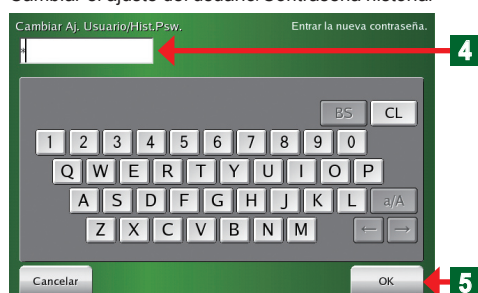 Cambiar el ajuste del usuario/Contraseña historial
Cambiar Aj. Usuario/Hist.Psw. Entrar la nueva contraseña.
* 4
BS CL
1 2 3 4 5 6 7 8 9 0
Q W E R T Y U I O P
A S D F G H J K L a/A
Z X C V B N M ← →
Cancelar OK 5